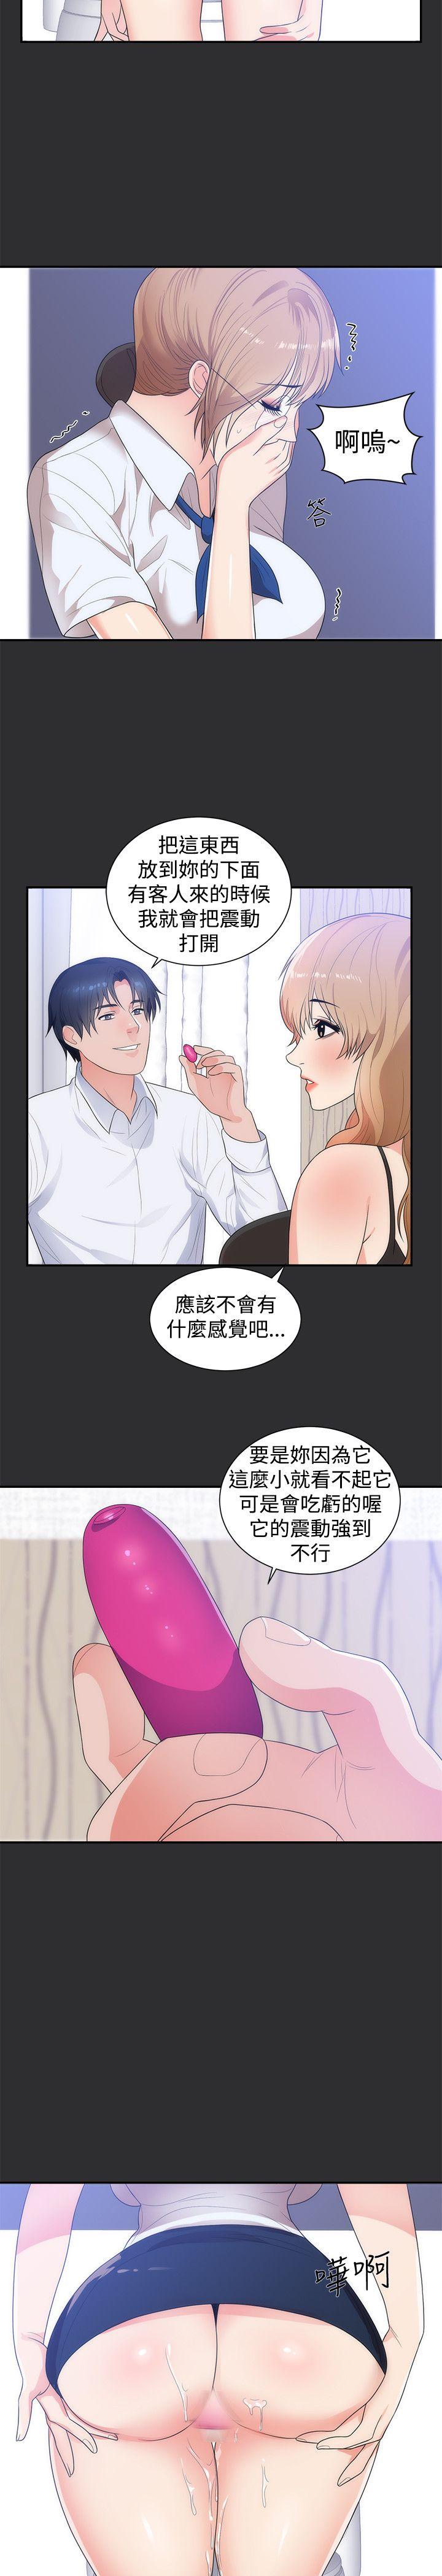 啊嗚~
答
把這東西
放到妳的下面
有客人來的時候
我就會把震動
打開
應該不會有
什麼感覺吧...
要是妳因為它
這麼小就看不起它
可是會吃虧的喔
它的震動強到
不行
嘩啊